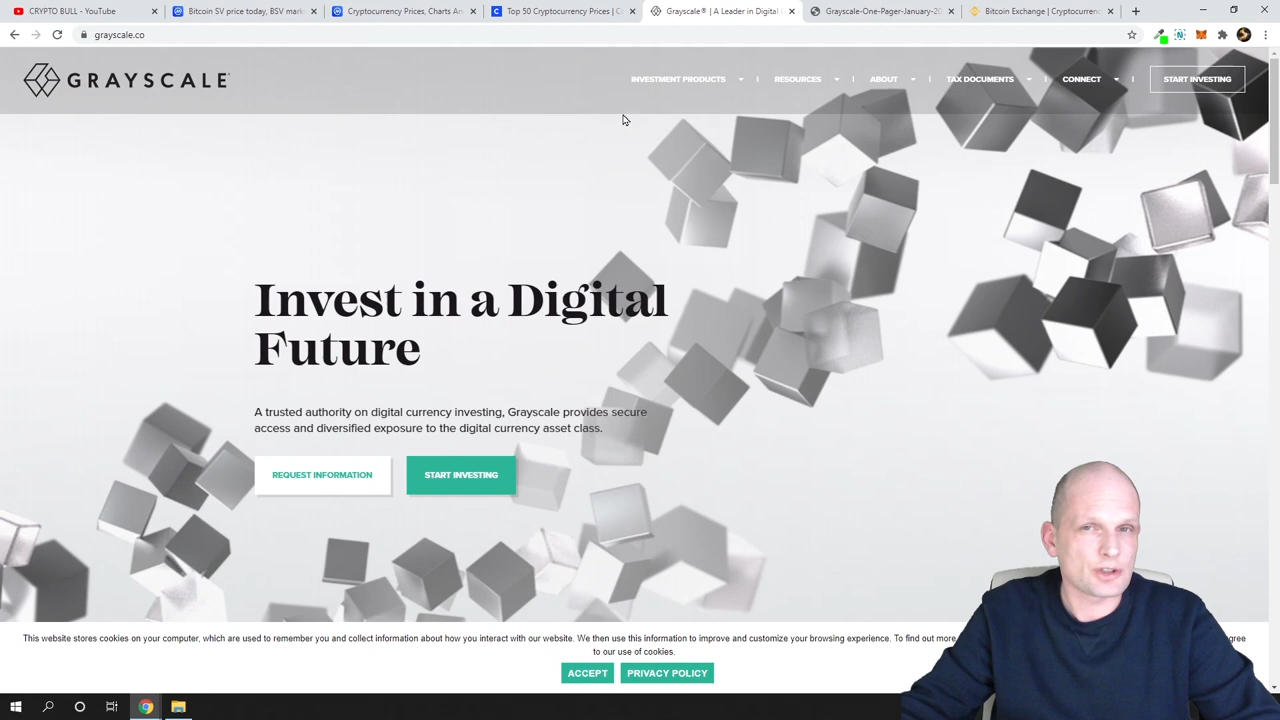 CRYPTO BULL - YouTube
Bitcoin SV price today, BSV mark
Cryptocurrency Prices, Charts An
Top 50 Cryptocurrency Prices | C
Grayscale® | A Leader in Digital
Grayscale-One-Pager-January-20
Bitcoin Exchange | Cryptocurrenc
grayscale.co
GRAYSCALE
INVESTMENT PRODUCTS
RESOURCES
ABOUT
TAX DOCUMENTS
CONNECT
START INVESTING
Invest in a Digital
Future
A trusted authority on digital currency investing, Grayscale provides secure
access and diversified exposure to the digital currency asset class.
REQUEST INFORMATION
START INVESTING
This website stores cookies on your computer, which are used to remember you and collect information about how you interact with our website. We then use this information to improve and customize your browsing experience. To find out more
gree
to our use of cookies.
ACCEPT
PRIVACY POLICY